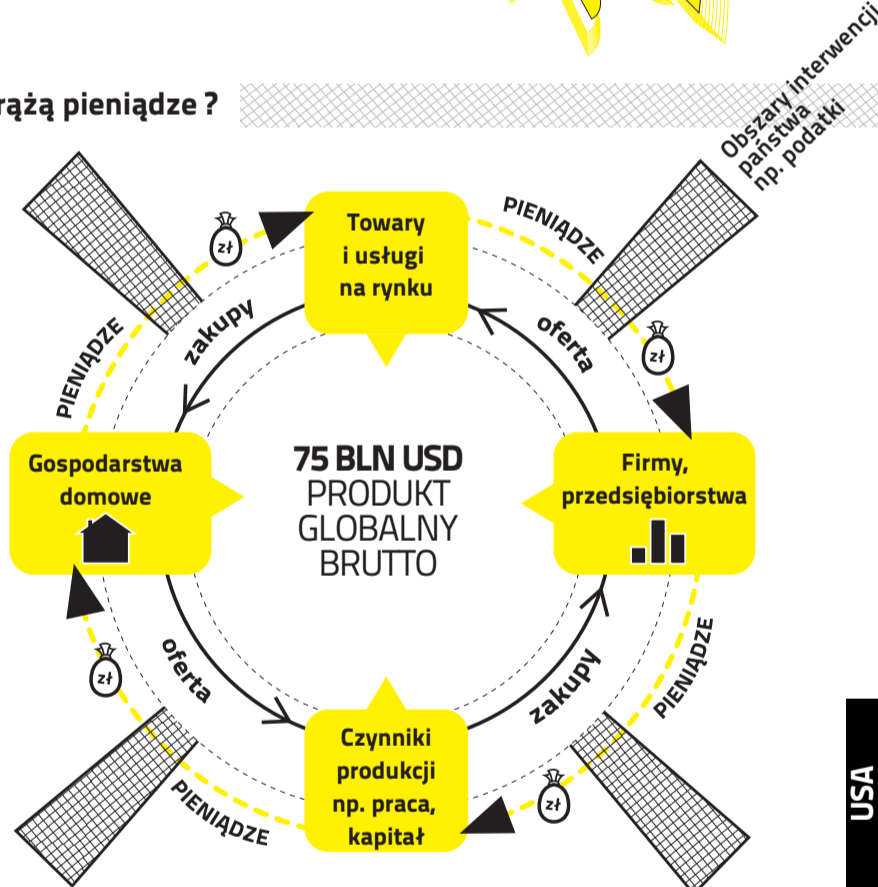 rążą pieniądze ?
Obszary interwencji
państwa
np. podatki
PIENIĄDZE
zł
Towary
i usługi
na rynku
PIENIĄDZE
zł
zakupy
oferta
Gospodarstwa
domowe
75 BLN USD
PRODUKT
GLOBALNY
BRUTTO
Firmy,
przedsiębiorstwa
oferta
zakupy
zł
PIENIĄDZE
Czynniki
produkcji
np. praca,
kapitał
zł
PIENIĄDZE
USA